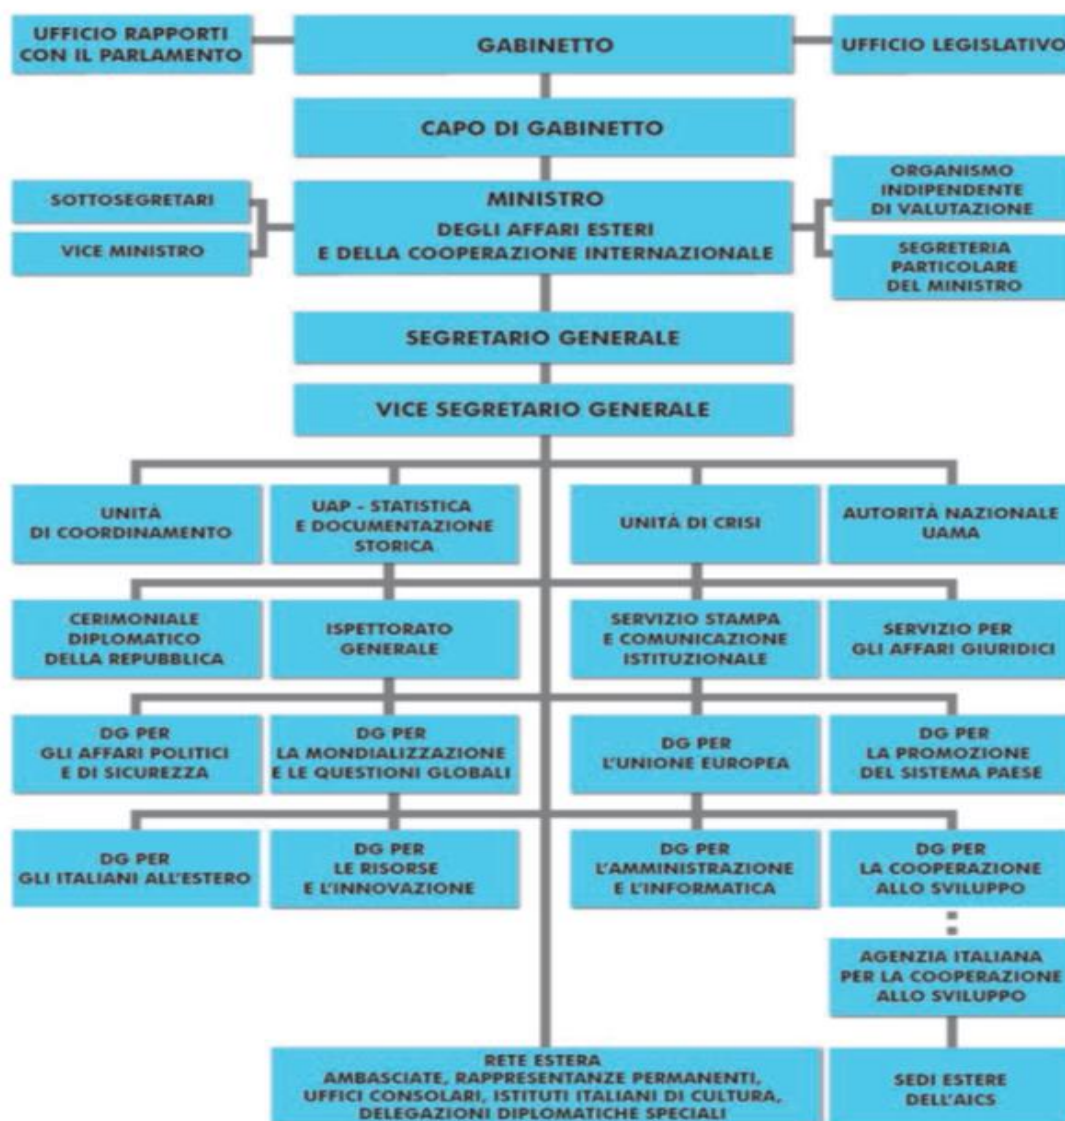 UFFICIO RAPPORTI
CON IL PARLAMENTO
GABINETTO
UFFICIO LEGISLATIVO
CAPO DI GABINETTO
SOTTOSEGRETARI
VICE MINISTRO
MINISTRO
DEGLI AFFARI ESTERI
E DELLA COOPERAZIONE INTERNAZIONALE
ORGANISMO
INDIPENDENTE
DI VALUTAZIONE
SEGRETERIA
PARTICOLARE
DEL MINISTRO
SEGRETARIO GENERALE
VICE SEGRETARIO GENERALE
UNITÁ
DI COORDINAMENTO
UAP - STATISTICA
E DOCUMENTAZIONE
STORICA
UNITÁ DI CRISI
AUTORITÀ NAZIONALE
UAMA
CERIMONIALE
DIPLOMATICO
DELLA REPUBBLICA
ISPETTORATO
GENERALE
SERVIZIO STAMPA
E COMUNICAZIONE
ISTITUZIONALE
SERVIZIO PER
GLI AFFARI GIURIDICI
DG PER
GLI AFFARI POLITICI
E DI SICUREZZA
DG PER
LA MONDIALIZZAZIONE
E LE QUESTIONI GLOBALI
DG PER
L'UNIONE EUROPEA
DG PER
LA PROMOZIONE
DEL SISTEMA PAESE
DG PER
GLI ITALIANI ALL'ESTERO
DG PER
LE RISORSE
E L'INNOVAZIONE
DG PER
L'AMMINISTRAZIONE
E L'INFORMATICA
DG PER
LA COOPERAZIONE
ALLO SVILUPPO
AGENZIA ITALIANA
PER LA COOPERAZIONE
ALLO SVILUPPO
RETE ESTERA
AMBASCIATE, RAPPRESENTANZE PERMANENTI,
UFFICI CONSOLARI, ISTITUTI ITALIANI DI CULTURA,
DELEGAZIONI DIPLOMATICHE SPECIALI
SEDI ESTERE
DELL'AICS